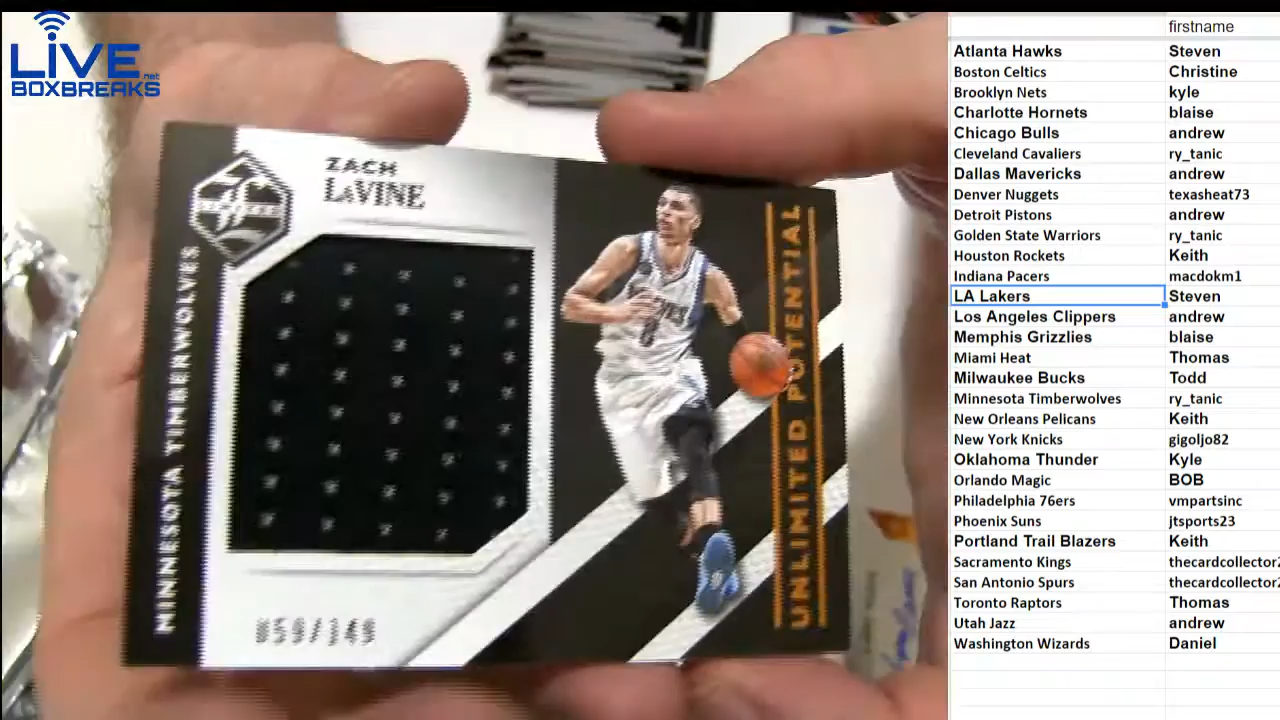 LIVE
.net
BOXBREAKS
ZACH
LaVINE
LIMITED
MINNESOTA TIMBERWOLVES
UNLIMITED POTENTIAL
8
firstname
Atlanta Hawks Steven
Boston Celtics Christine
Brooklyn Nets kyle
Charlotte Hornets blaise
Chicago Bulls andrew
Cleveland Cavaliers ry_tanic
Dallas Mavericks andrew
Denver Nuggets texasheat73
Detroit Pistons andrew
Golden State Warriors ry_tanic
Houston Rockets Keith
Indiana Pacers macdokm1
LA Lakers Steven
Los Angeles Clippers andrew
Memphis Grizzlies blaise
Miami Heat Thomas
Milwaukee Bucks Todd
Minnesota Timberwolves ry_tanic
New Orleans Pelicans Keith
New York Knicks gigoljo82
Oklahoma Thunder Kyle
Orlando Magic BOB
Philadelphia 76ers vmpartsinc
Phoenix Suns jtsports23
Portland Trail Blazers Keith
Sacramento Kings thecardcollector2
San Antonio Spurs thecardcollector2
Toronto Raptors Thomas
Utah Jazz andrew
Washington Wizards Daniel